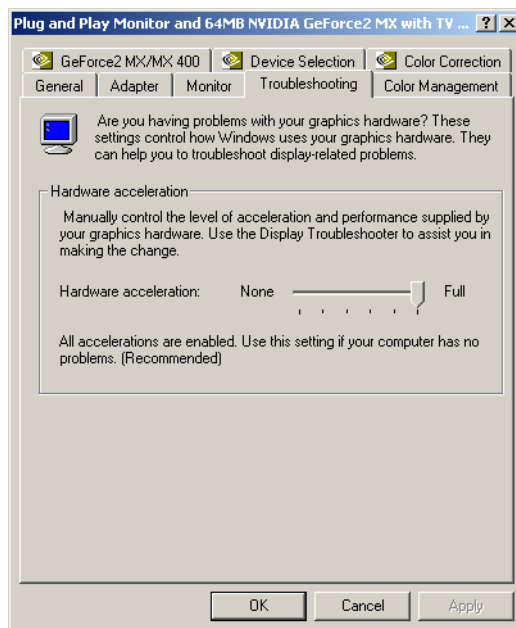 Plug and Play Monitor and 64MB NVIDIA GeForce2 MX with TV ... ? X
GeForce2 MX/MX 400 Device Selection Color Correction
General Adapter Monitor Troubleshooting Color Management
Are you having problems with your graphics hardware? These
settings control how Windows uses your graphics hardware. They
can help you to troubleshoot display-related problems.
Hardware acceleration
Manually control the level of acceleration and performance supplied by
your graphics hardware. Use the Display Troubleshooter to assist you in
making the change.
Hardware acceleration: None Full
All accelerations are enabled. Use this setting if your computer has no
problems. (Recommended)
OK Cancel Apply